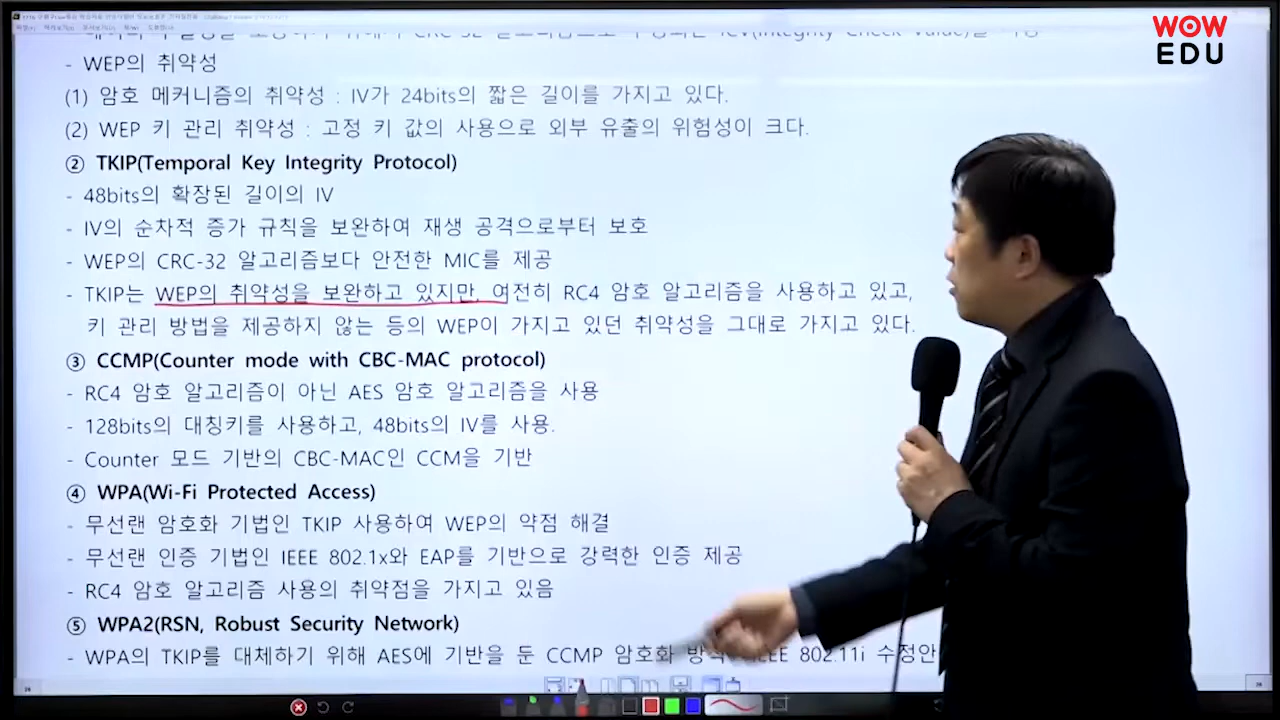 WOW
EDU
- WEP의 취약성
(1) 암호 메커니즘의 취약성 : IV가 24bits의 짧은 길이를 가지고 있다.
(2) WEP 키 관리 취약성 : 고정 키 값의 사용으로 외부 유출의 위험성이 크다.
② TKIP(Temporal Key Integrity Protocol)
- 48bits의 확장된 길이의 IV
- IV의 순차적 증가 규칙을 보완하여 재생 공격으로부터 보호
- WEP의 CRC-32 알고리즘보다 안전한 MIC를 제공
- TKIP는 WEP의 취약성을 보완하고 있지만, 여전히 RC4 암호 알고리즘을 사용하고 있고,
키 관리 방법을 제공하지 않는 등의 WEP이 가지고 있던 취약성을 그대로 가지고 있다.
③ CCMP(Counter mode with CBC-MAC protocol)
- RC4 암호 알고리즘이 아닌 AES 암호 알고리즘을 사용
- 128bits의 대칭키를 사용하고, 48bits의 IV를 사용.
- Counter 모드 기반의 CBC-MAC인 CCM을 기반
④ WPA(Wi-Fi Protected Access)
- 무선랜 암호화 기법인 TKIP 사용하여 WEP의 약점 해결
- 무선랜 인증 기법인 IEEE 802.1x와 EAP를 기반으로 강력한 인증 제공
- RC4 암호 알고리즘 사용의 취약점을 가지고 있음
⑤ WPA2(RSN, Robust Security Network)
- WPA의 TKIP를 대체하기 위해 AES에 기반을 둔 CCMP 암호화 방식 802.11i 수정안